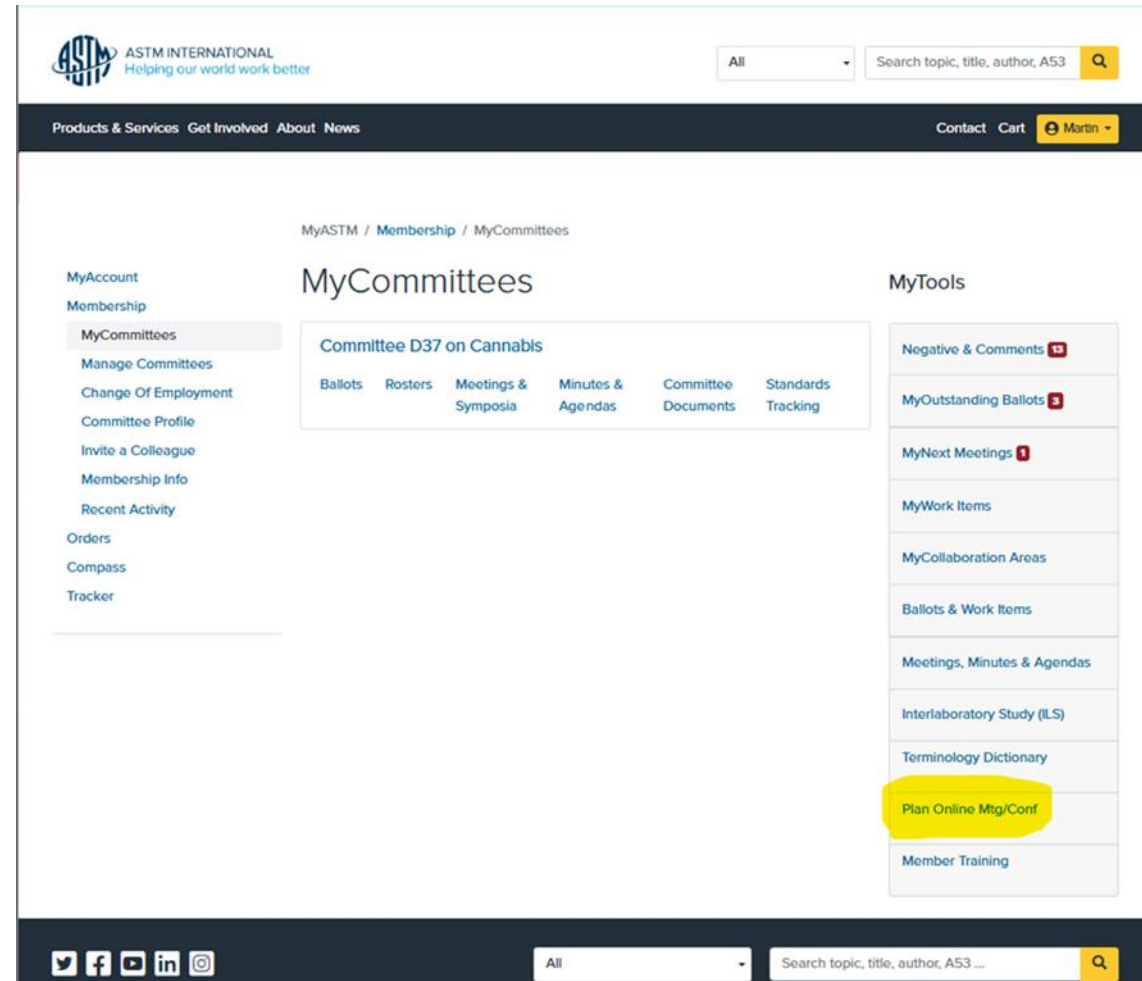 ASTM INTERNATIONAL
Helping our world work better
All
Search topic, title, author, A53
Products & Services Get Involved About News
Contact Cart Martin
MyASTM / Membership / MyCommittees
MyAccount
Membership
MyCommittees
Manage Committees
Change Of Employment
Committee Profile
Invite a Colleague
Membership Info
Recent Activity
Orders
Compass
Tracker
MyCommittees
Committee D37 on Cannabis
Ballots
Rosters
Meetings &
Symposia
Minutes &
Agendas
Committee
Documents
Standards
Tracking
MyTools
Negative & Comments 13
MyOutstanding Ballots 3
MyNext Meetings 1
MyWork Items
MyCollaboration Areas
Ballots & Work Items
Meetings, Minutes & Agendas
Interlaboratory Study (ILS)
Terminology Dictionary
Plan Online Mtg/Conf
Member Training
All
Search topic, title, author, A53 ...